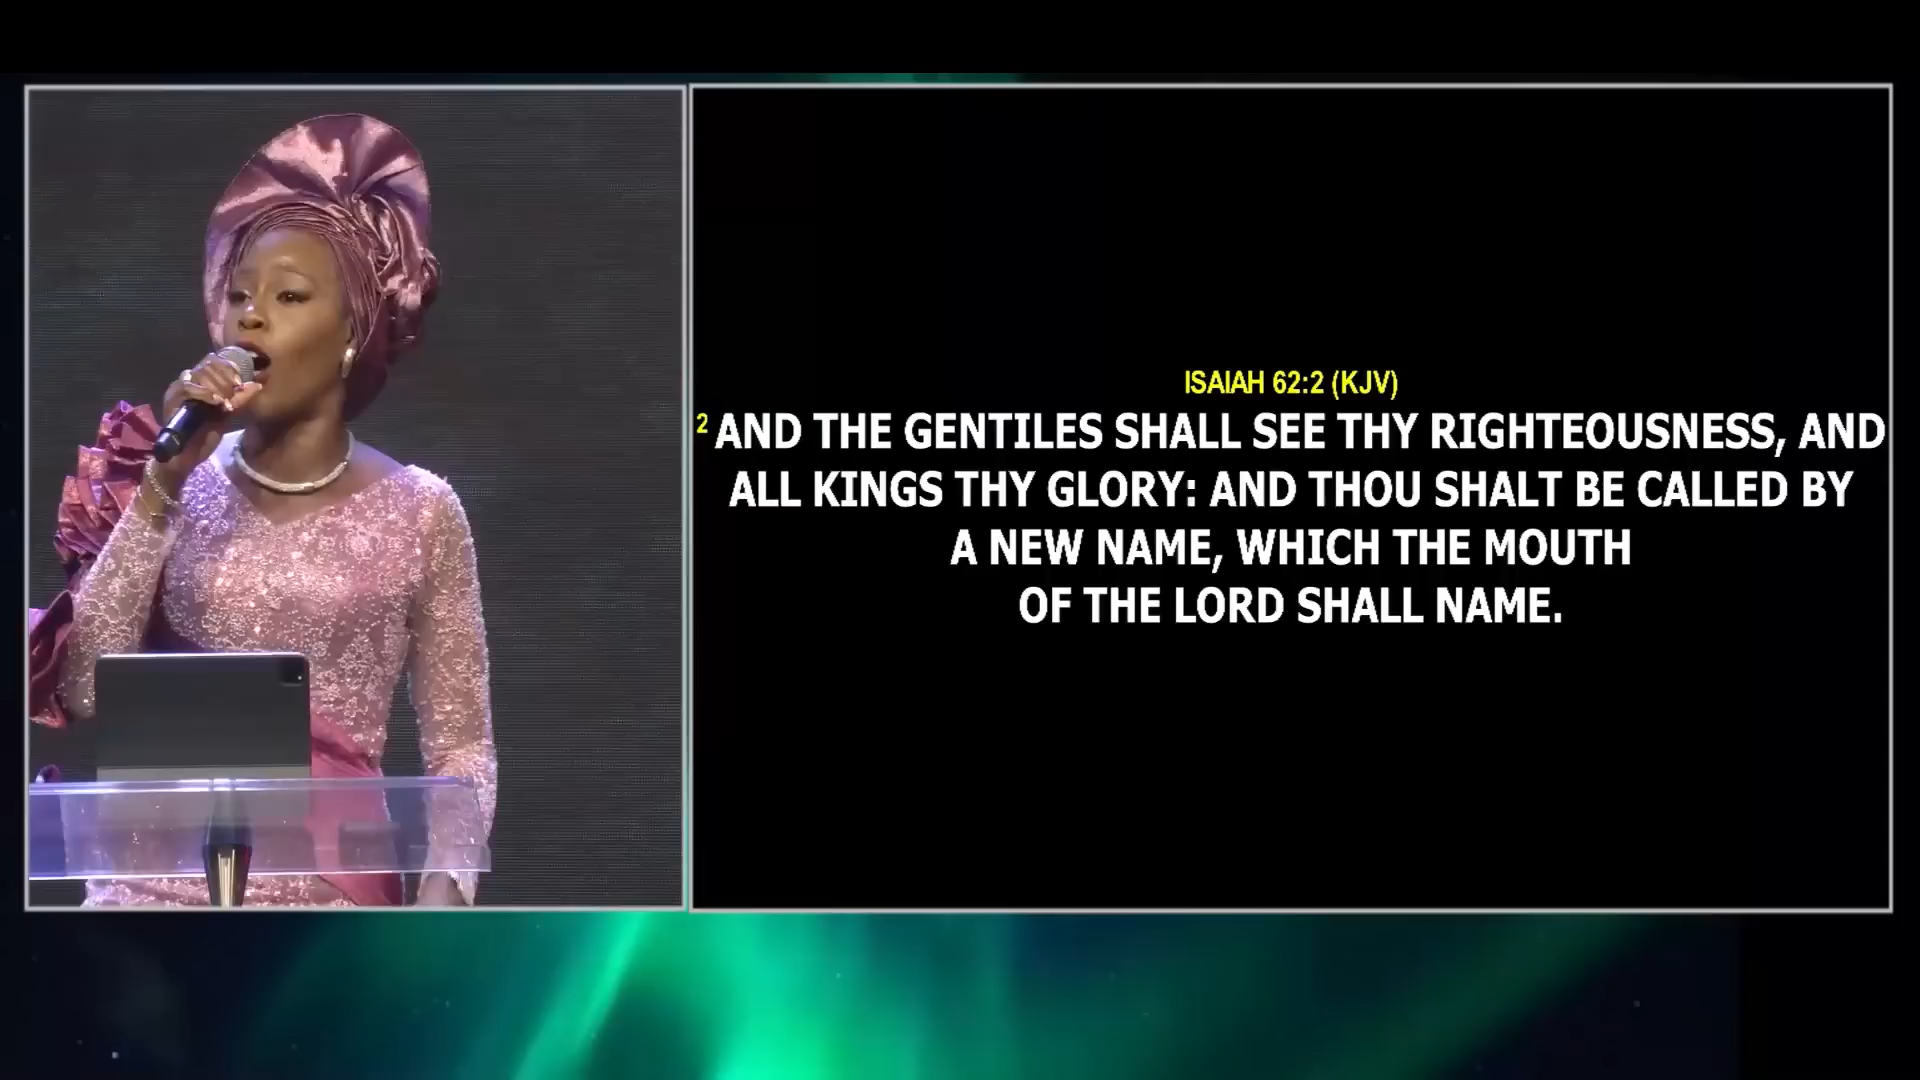 ISAIAH 62:2 (KJV)
2 AND THE GENTILES SHALL SEE THY RIGHTEOUSNESS, AND
ALL KINGS THY GLORY: AND THOU SHALT BE CALLED BY
A NEW NAME, WHICH THE MOUTH
OF THE LORD SHALL NAME.